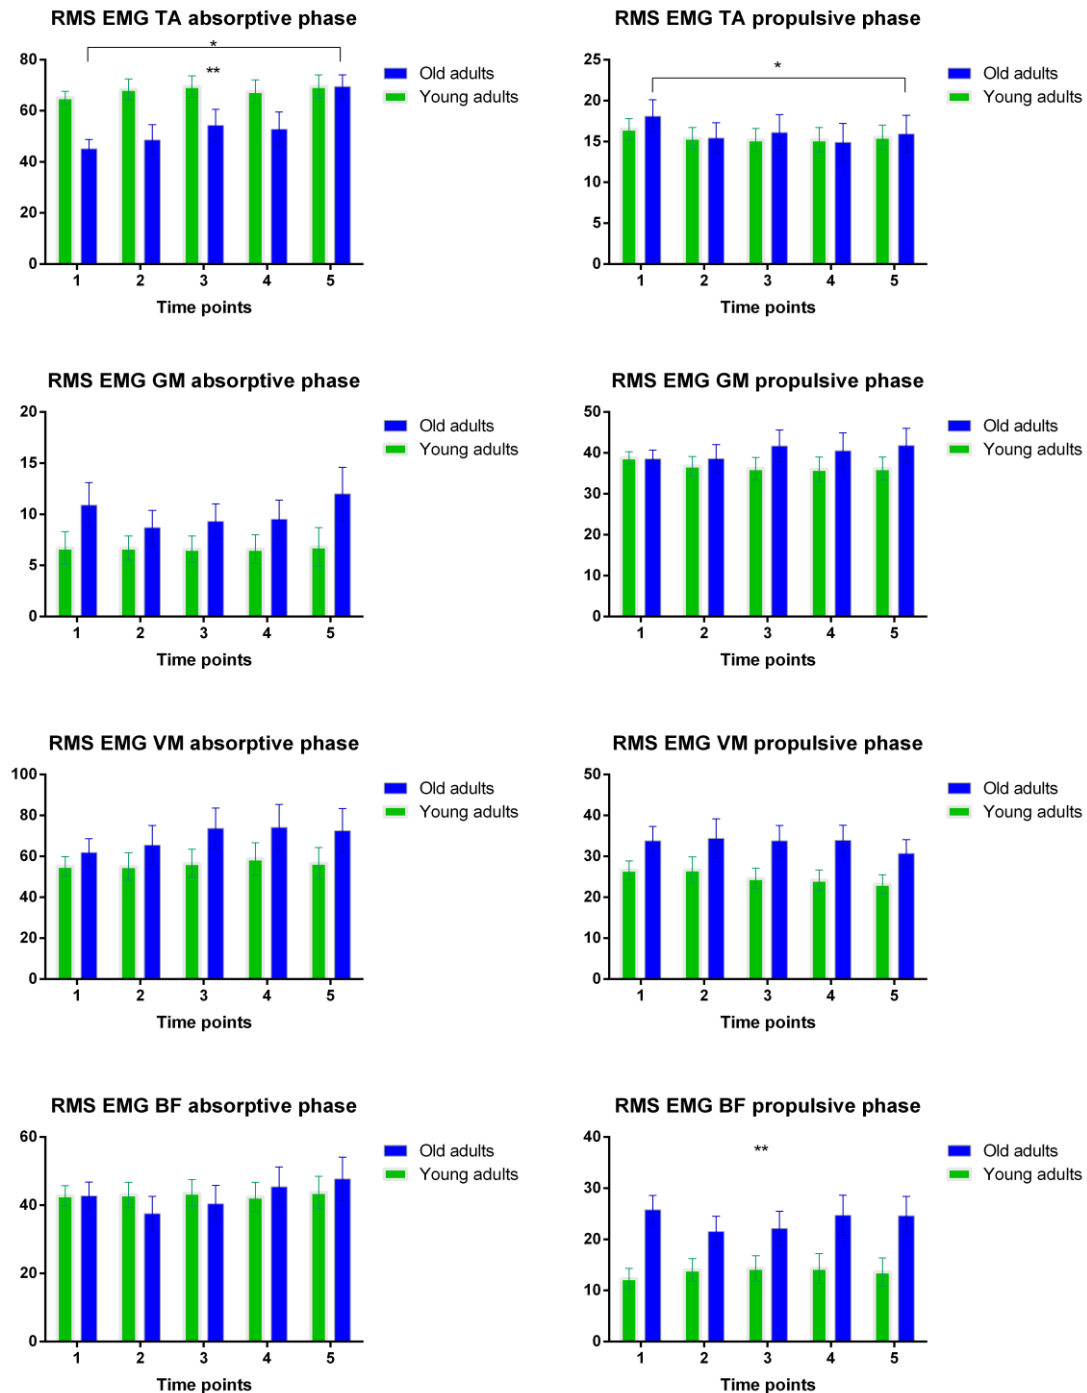 RMS EMG TA absorptive phase
*
**
80
60
40
20
0
1 2 3 4 5
Time points
Old adults
Young adults
RMS EMG TA propulsive phase
*
25
20
15
10
5
0
1 2 3 4 5
Time points
Old adults
Young adults
RMS EMG GM absorptive phase
20
15
10
5
0
1 2 3 4 5
Time points
Old adults
Young adults
RMS EMG GM propulsive phase
50
40
30
20
10
0
1 2 3 4 5
Time points
Old adults
Young adults
RMS EMG VM absorptive phase
100
80
60
40
20
0
1 2 3 4 5
Time points
Old adults
Young adults
RMS EMG VM propulsive phase
50
40
30
20
10
0
1 2 3 4 5
Time points
Old adults
Young adults
RMS EMG BF absorptive phase
60
40
20
0
1 2 3 4 5
Time points
Old adults
Young adults
RMS EMG BF propulsive phase
**
40
30
20
10
0
1 2 3 4 5
Time points
Old adults
Young adults